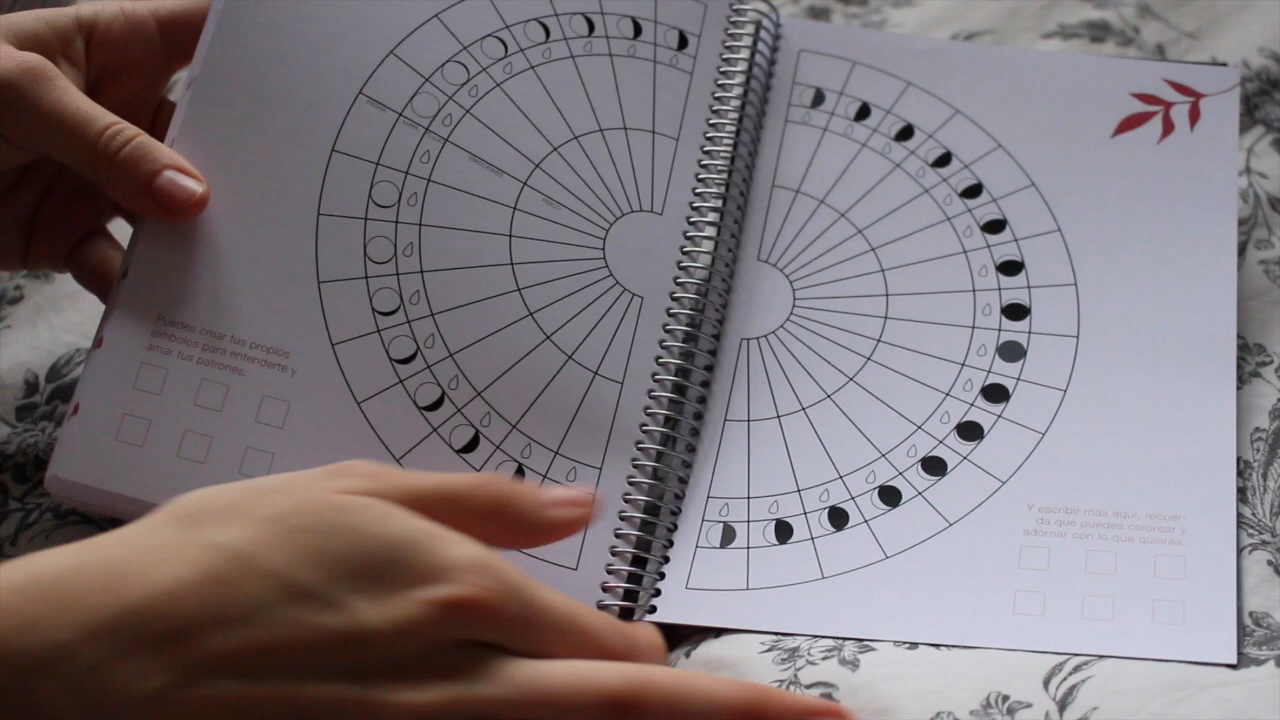 Puedes crear tus propios
símbolos para entenderte y
amar tus patrones.
Y escribir más aquí, recuer-
da que puedes colorear y
adornar con lo que quieras.